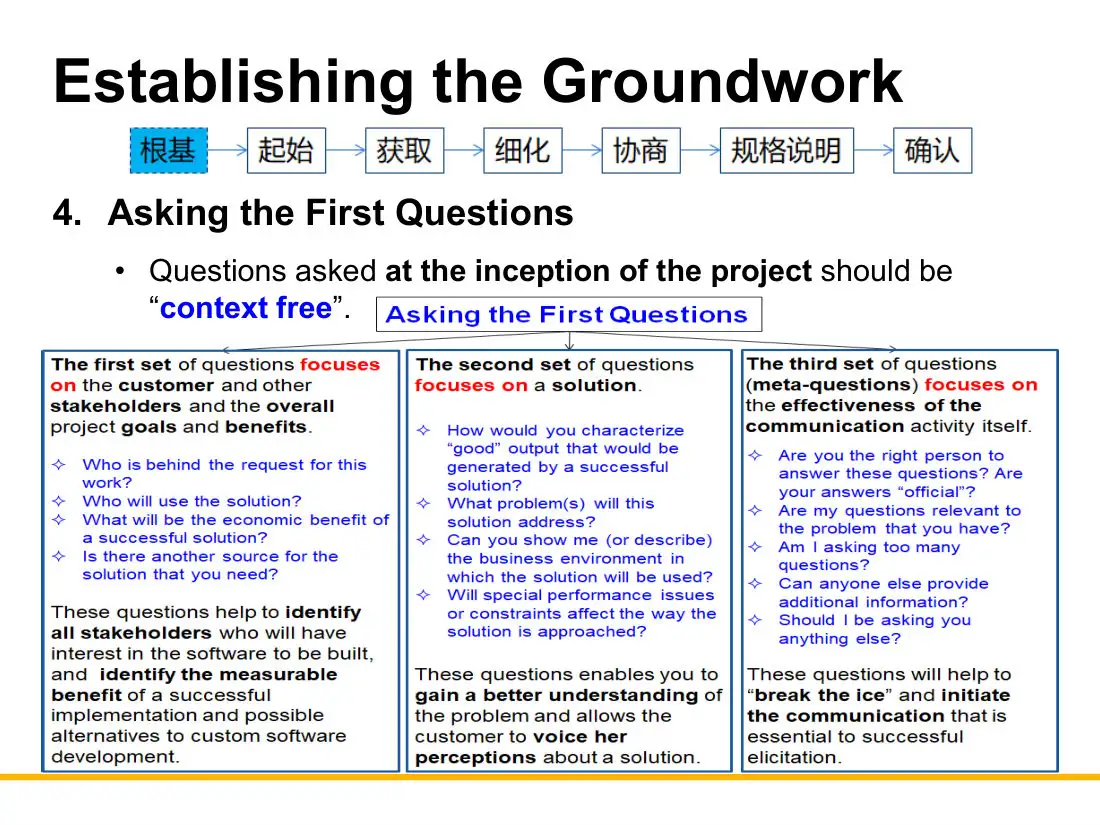 Establishing the Groundwork
根基 起始 获取 细化 协商 规格说明 确认
4. Asking the First Questions
• Questions asked at the inception of the project should be
“context free”.
Asking the First Questions
The first set of questions focuses
on the customer and other
stakeholders and the overall
project goals and benefits.
✧ Who is behind the request for this
work?
✧ Who will use the solution?
✧ What will be the economic benefit of
a successful solution?
✧ Is there another source for the
solution that you need?
These questions help to identify
all stakeholders who will have
interest in the software to be built,
and identify the measurable
benefit of a successful
implementation and possible
alternatives to custom software
development.
The second set of questions
focuses on a solution.
✧ How would you characterize
“good” output that would be
generated by a successful
solution?
✧ What problem(s) will this
solution address?
✧ Can you show me (or describe)
the business environment in
which the solution will be used?
✧ Will special performance issues
or constraints affect the way the
solution is approached?
These questions enables you to
gain a better understanding of
the problem and allows the
customer to voice her
perceptions about a solution.
The third set of questions
(meta-questions) focuses on
the effectiveness of the
communication activity itself.
✧ Are you the right person to
answer these questions? Are
your answers “official”?
✧ Are my questions relevant to
the problem that you have?
✧ Am I asking too many
questions?
✧ Can anyone else provide
additional information?
✧ Should I be asking you
anything else?
These questions will help to
“break the ice” and initiate
the communication that is
essential to successful
elicitation.